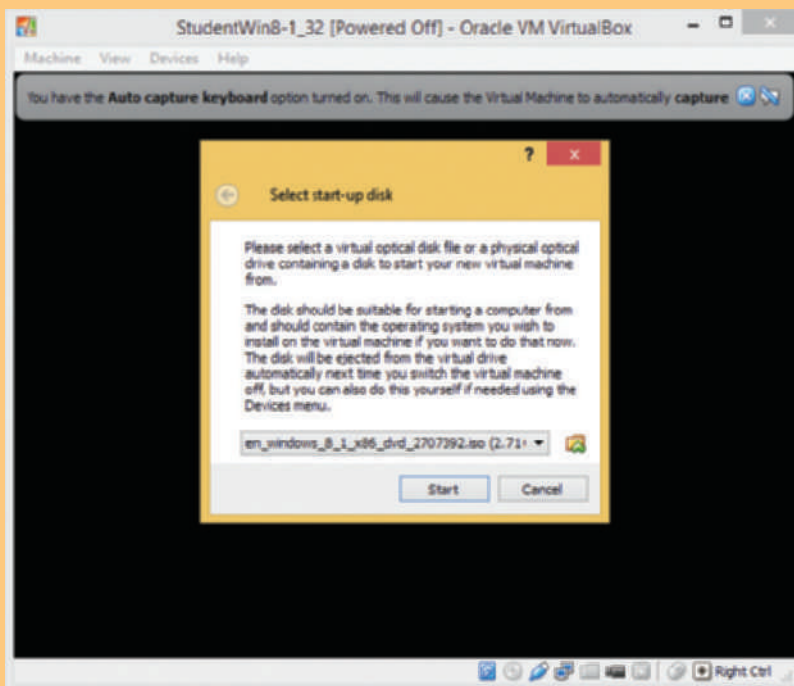 StudentWin8-1_32 [Powered Off] - Oracle VM VirtualBox
Machine View Devices Help
You have the Auto capture keyboard option turned on. This will cause the Virtual Machine to automatically capture
?
Select start-up disk
Please select a virtual optical disk file or a physical optical
drive containing a disk to start your new virtual machine
from.
The disk should be suitable for starting a computer from
and should contain the operating system you wish to
install on the virtual machine if you want to do that now.
The disk will be ejected from the virtual drive
automatically next time you switch the virtual machine
off, but you can also do this yourself if needed using the
Devices menu.
en_windows_8_1_x86_dvd_2707392.iso (2.71
Start Cancel
Right Ctrl